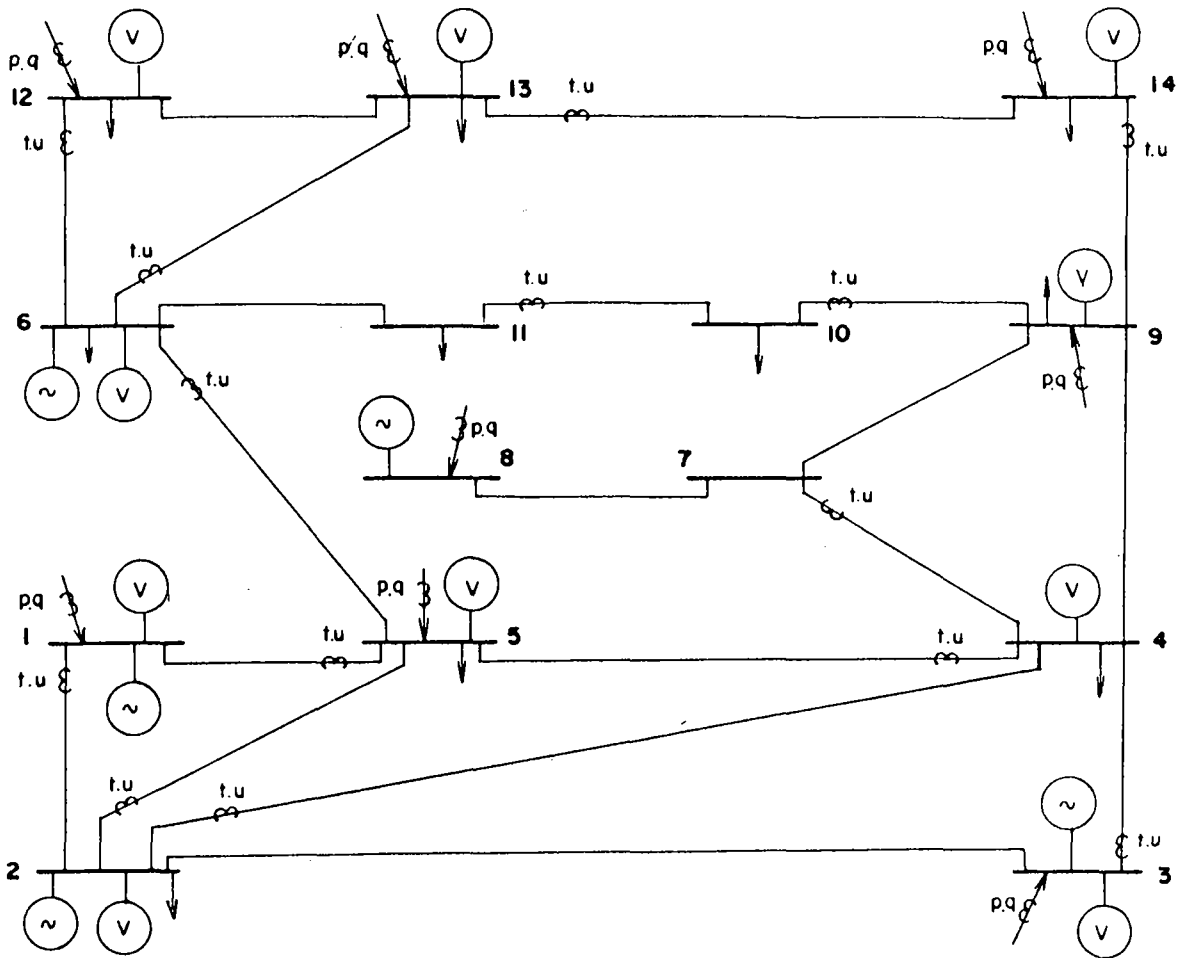 V V V
p.q p.q p.q
12 13 14
t.u
t.u t.u
t.u
t.u t.u V
6 11 10 9
~ V t.u p.q
~ p.q
8 7
t.u
V p.q V V
p.q
1 t.u 5 t.u 4
t.u
~
t.u t.u ~
t.u
2 3
~ V p.q V